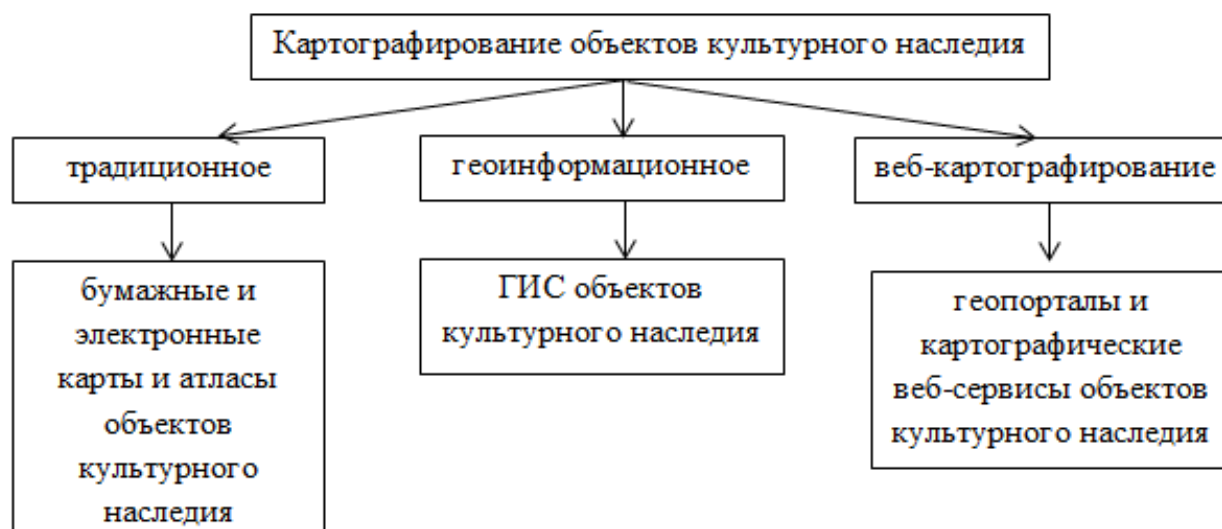 Картографирование объектов культурного наследия
традиционное
геоинформационное
веб-картографирование
бумажные и
электронные
карты и атласы
объектов
культурного
наследия
ГИС объектов
культурного наследия
геопорталы и
картографические
веб-сервисы объектов
культурного наследия